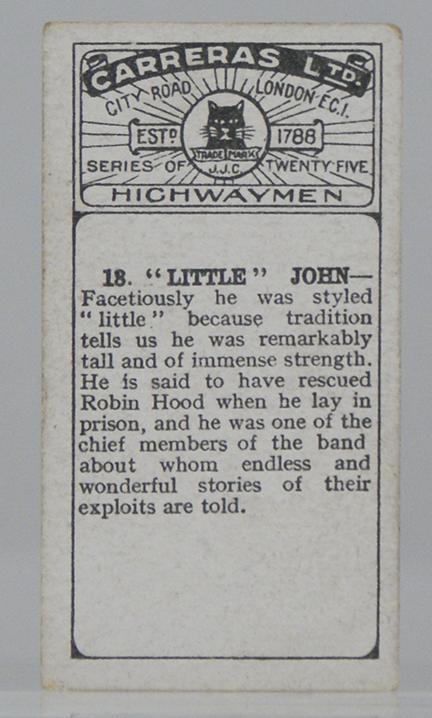 CARRERAS LTD.
CITY ROAD LONDON·E.C.1.
ESTD 1788
TRADE MARK
J.J.C.
SERIES OF TWENTY-FIVE
HIGHWAYMEN
18. “LITTLE” JOHN—
Facetiously he was styled
“little” because tradition
tells us he was remarkably
tall and of immense strength.
He is said to have rescued
Robin Hood when he lay in
prison, and he was one of the
chief members of the band
about whom endless and
wonderful stories of their
exploits are told.